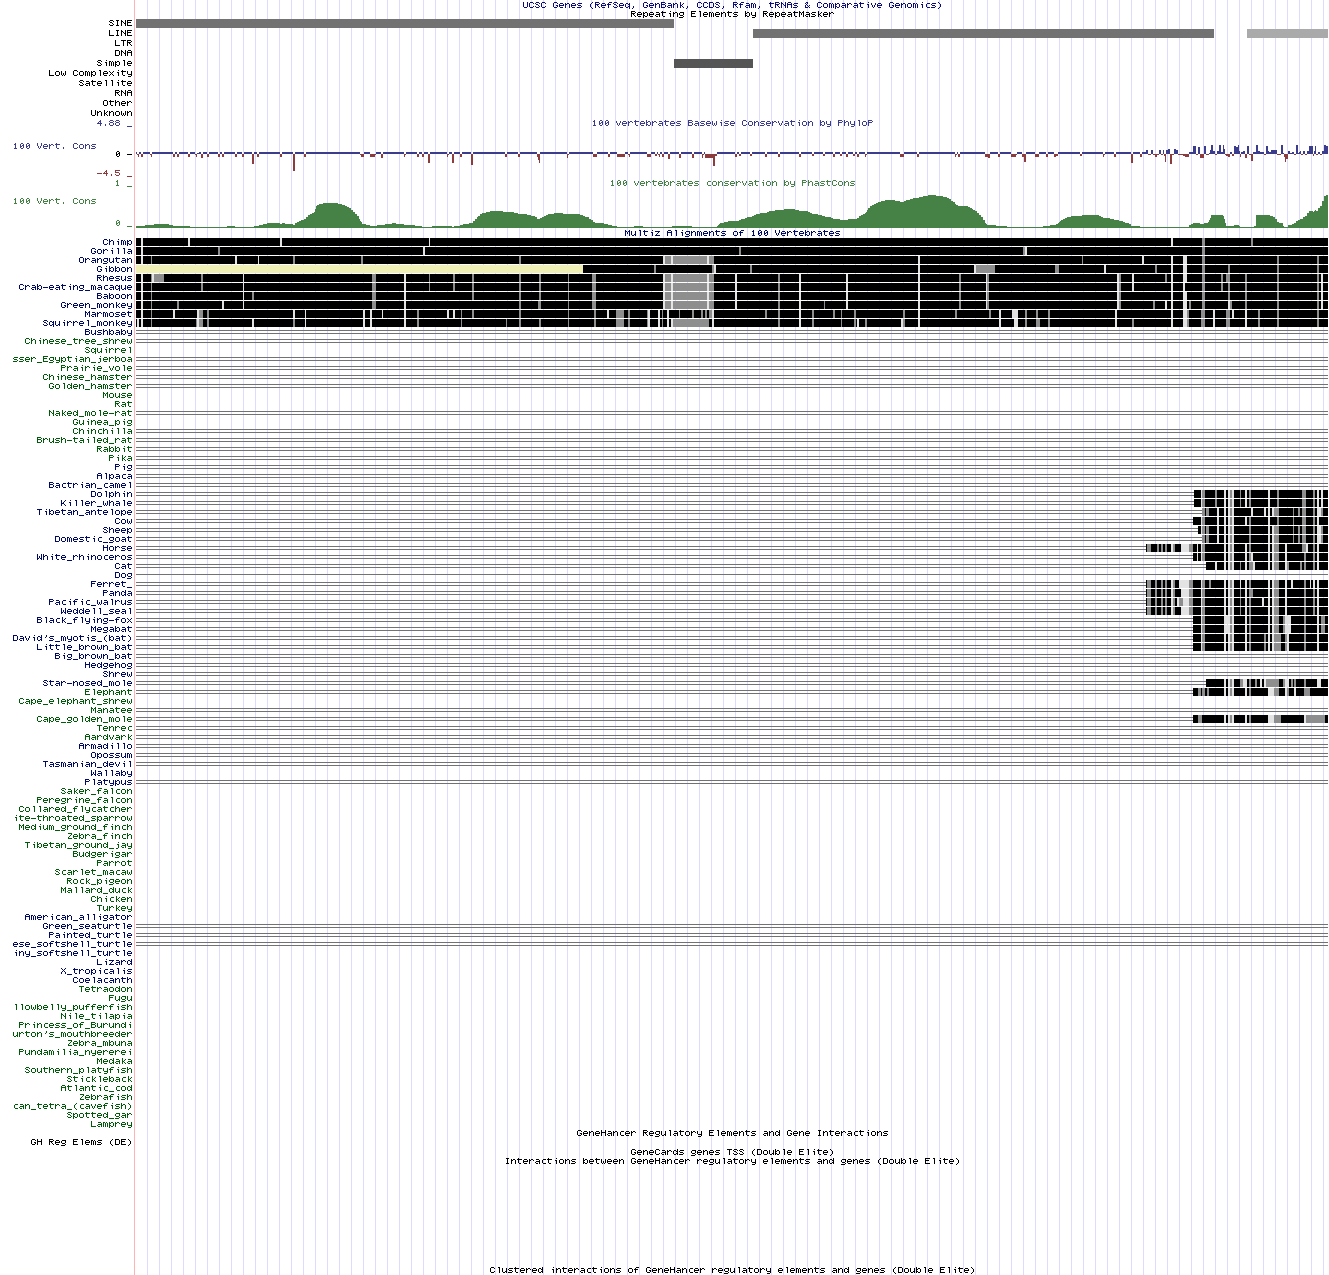 UCSC Genes (RefSeq, GenBank, CCDS, Rfam, tRNAs & Comparative Genomics)
Repeating Elements by RepeatMasker
SINE
LINE
LTR
DNA
Simple
Low Complexity
Satellite
RNA
Other
Unknown
4.88 _
100 vertebrates Basewise Conservation by PhyloP
100 Vert. Cons
0 -
-4.5 _
1 _
100 vertebrates conservation by PhastCons
100 Vert. Cons
0 _
Multiz Alignments of 100 Vertebrates
Chimp
Gorilla
Orangutan
Gibbon
Rhesus
Crab-eating_macaque
Baboon
Green_monkey
Marmoset
Squirrel_monkey
Bushbaby
Chinese_tree_shrew
Squirrel
sser_Egyptian_jerboa
Prairie_vole
Chinese_hamster
Golden_hamster
Mouse
Rat
Naked_mole-rat
Guinea_pig
Chinchilla
Brush-tailed_rat
Rabbit
Pika
Pig
Alpaca
Bactrian_camel
Dolphin
Killer_whale
Tibetan_antelope
Cow
Sheep
Domestic_goat
Horse
White_rhinoceros
Cat
Dog
Ferret_
Panda
Pacific_walrus
Weddell_seal
Black_flying-fox
Megabat
David's_myotis_(bat)
Little_brown_bat
Big_brown_bat
Hedgehog
Shrew
Star-nosed_mole
Elephant
Cape_elephant_shrew
Manatee
Cape_golden_mole
Tenrec
Aardvark
Armadillo
Opossum
Tasmanian_devil
Wallaby
Platypus
Saker_falcon
Peregrine_falcon
Collared_flycatcher
ite-throated_sparrow
Medium_ground_finch
Zebra_finch
Tibetan_ground_jay
Budgerigar
Parrot
Scarlet_macaw
Rock_pigeon
Mallard_duck
Chicken
Turkey
American_alligator
Green_seaturtle
Painted_turtle
ese_softshell_turtle
iny_softshell_turtle
Lizard
X_tropicalis
Coelacanth
Tetraodon
Fugu
llowbelly_pufferfish
Nile_tilapia
Princess_of_Burundi
urton's_mouthbreeder
Zebra_mbuna
Pundamilia_nyererei
Medaka
Southern_platyfish
Stickleback
Atlantic_cod
Zebrafish
can_tetra_(cavefish)
Spotted_gar
Lamprey
GeneHancer Regulatory Elements and Gene Interactions
GH Reg Elems (DE)
GeneCards genes TSS (Double Elite)
Interactions between GeneHancer regulatory elements and genes (Double Elite)
Clustered interactions of GeneHancer regulatory elements and genes (Double Elite)